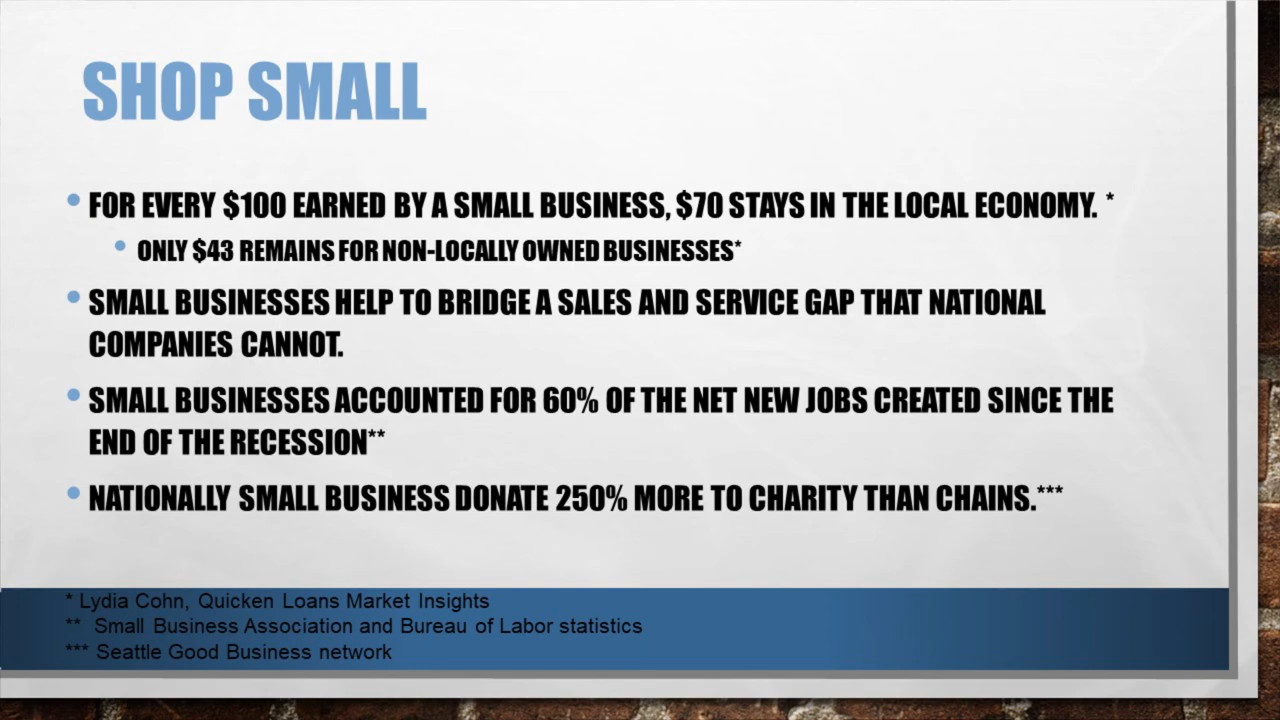 SHOP SMALL
• FOR EVERY $100 EARNED BY A SMALL BUSINESS, $70 STAYS IN THE LOCAL ECONOMY. *
• ONLY $43 REMAINS FOR NON-LOCALLY OWNED BUSINESSES*
• SMALL BUSINESSES HELP TO BRIDGE A SALES AND SERVICE GAP THAT NATIONAL
COMPANIES CANNOT.
• SMALL BUSINESSES ACCOUNTED FOR 60% OF THE NET NEW JOBS CREATED SINCE THE
END OF THE RECESSION**
• NATIONALLY SMALL BUSINESS DONATE 250% MORE TO CHARITY THAN CHAINS.***
* Lydia Cohn, Quicken Loans Market Insights
** Small Business Association and Bureau of Labor statistics
*** Seattle Good Business network